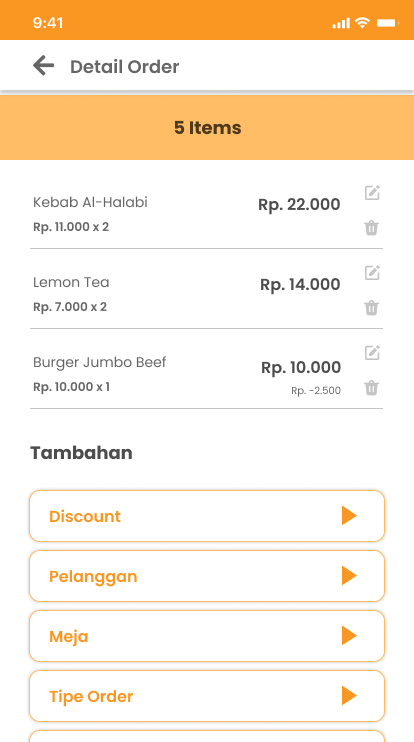 9:41
Detail Order
5 Items
Kebab Al-Halabi
Rp. 22.000
Rp. 11.000 x 2
Lemon Tea
Rp. 14.000
Rp. 7.000 x 2
Burger Jumbo Beef
Rp. 10.000
Rp. 10.000 x 1
Rp. -2.500
Tambahan
Discount
Pelanggan
Meja
Tipe Order